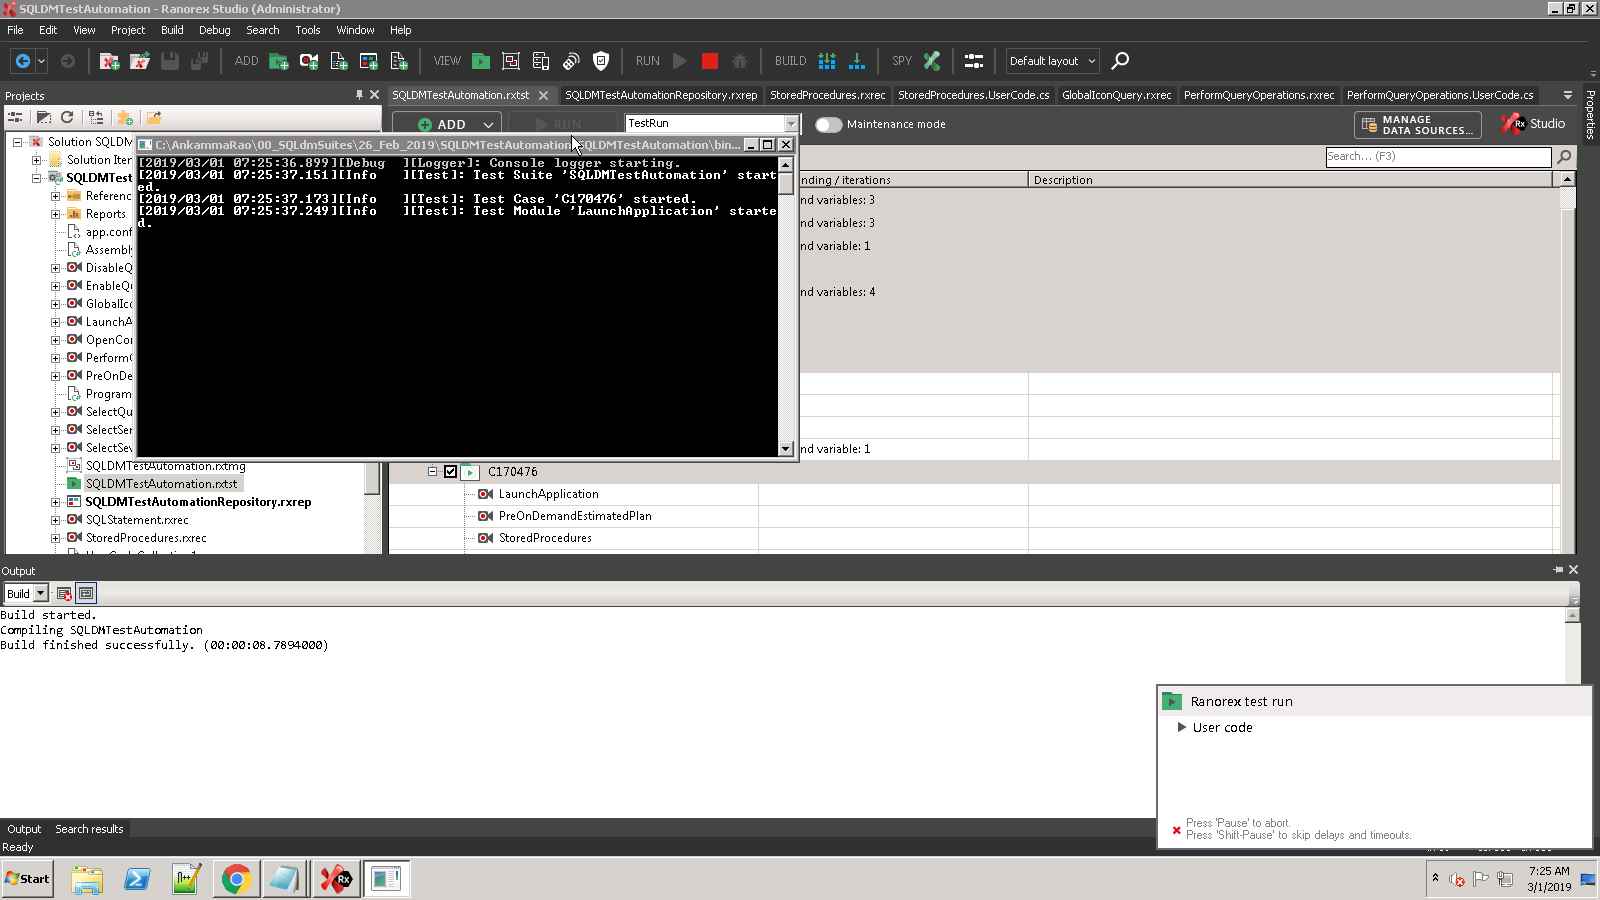 SQLDMTestAutomation - Ranorex Studio (Administrator)
File Edit View Project Build Debug Search Tools Window Help
ADD VIEW RUN BUILD SPY Default layout
Projects
SQLDMTestAutomation.rxtst SQLDMTestAutomationRepository.rxrep StoredProcedures.rxrec StoredProcedures.UserCode.cs GlobalIconQuery.rxrec PerformQueryOperations.rxrec PerformQueryOperations.UserCode.cs
Properties
ADD RUN TestRun Maintenance mode MANAGE
DATA SOURCES... Rx Studio
Search... (F3)
Solution SQLDM
Solution Iter
SQLDMTest
Referenc
Reports
app.conf
Assembly
DisableQ
EnableQu
GlobalIco
LaunchA
OpenCor
PerformQ
PreOnDe
Program
SelectQu
SelectSer
SelectSev
SQLDMTestAutomation.rxtmg
SQLDMTestAutomation.rxtst
SQLDMTestAutomationRepository.rxrep
SQLStatement.rxrec
StoredProcedures.rxrec
C:\AnkammaRao\00_SQLdmSuites\26_Feb_2019\SQLDMTestAutomation\SQLDMTestAutomation\bin...
[2019/03/01 07:25:36.899][Debug ][Logger]: Console logger starting.
[2019/03/01 07:25:37.151][Info ][Test]: Test Suite 'SQLDMTestAutomation' start
ed.
[2019/03/01 07:25:37.173][Info ][Test]: Test Case 'C170476' started.
[2019/03/01 07:25:37.249][Info ][Test]: Test Module 'LaunchApplication' starte
d.
nding / iterations Description
nd variables: 3
nd variables: 3
nd variable: 1
nd variables: 4
nd variable: 1
C170476
LaunchApplication
PreOnDemandEstimatedPlan
StoredProcedures
Output
Build
Build started.
Compiling SQLDMTestAutomation
Build finished successfully. (00:00:08.7894000)
Ranorex test run
User code
Press 'Pause' to abort.
Press 'Shift-Pause' to skip delays and timeouts.
Output Search results
Ready
Start
7:25 AM
3/1/2019